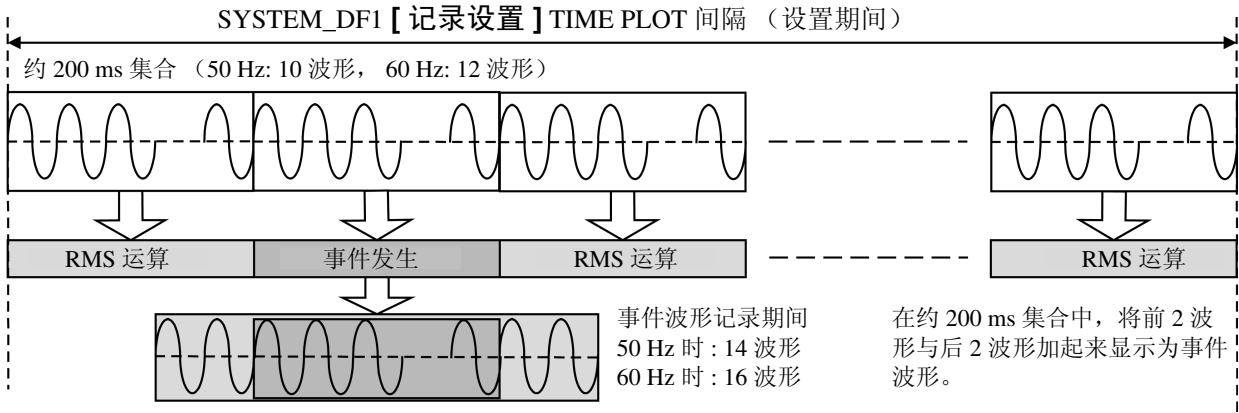 SYSTEM_DF1 [ 记录设置 ] TIME PLOT 间隔 （设置期间）
约 200 ms 集合 （50 Hz: 10 波形， 60 Hz: 12 波形）
RMS 运算
事件发生
RMS 运算
RMS 运算
事件波形记录期间
50 Hz 时 : 14 波形
60 Hz 时 : 16 波形
在约 200 ms 集合中，将前 2 波
形与后 2 波形加起来显示为事件
波形。